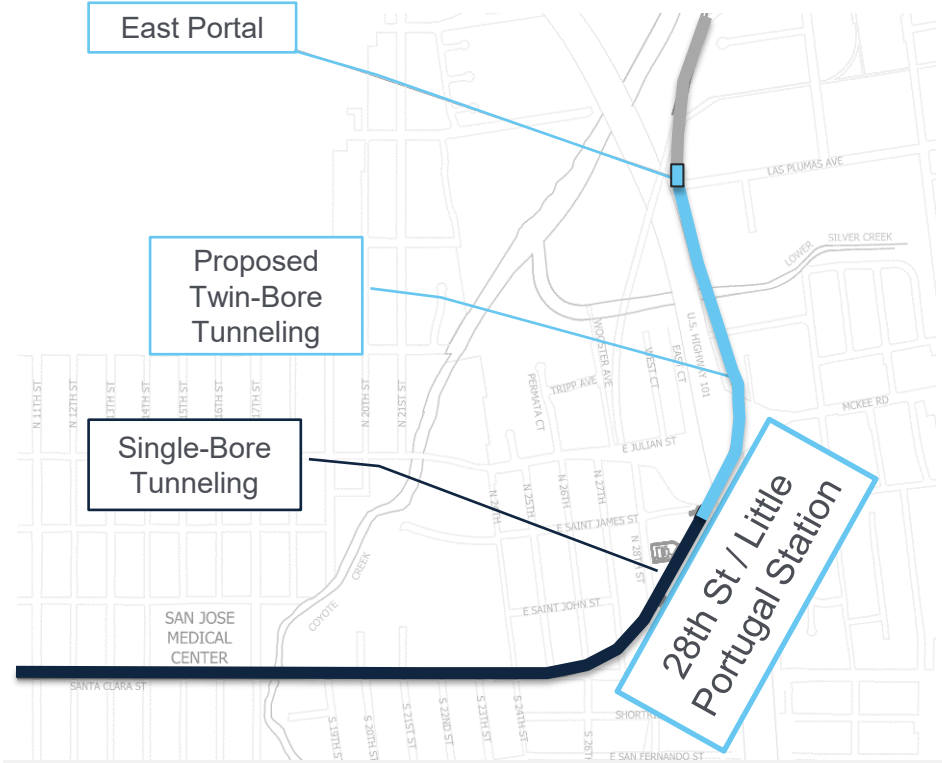 East Portal
LAS PLUMAS AVE
Proposed
Twin-Bore
Tunneling
LOWER
SILVER CREEK
WOOSTER AVE
WEST CT
EAST CT
U.S. HIGHWAY 101
PERMATA CT
TRIPP AVE
MCKEE RD
N 11TH ST
N 12TH ST
13TH ST
14TH ST
15TH ST
16TH ST
17TH ST
N 20TH ST
N 21ST ST
Single-Bore
Tunneling
E JULIAN ST
N 24TH
N 25TH
N 26TH
N 27TH
E SAINT JAMES ST
N 28TH ST
28th St / Little
Portugal Station
COYOTE
CREEK
E SAINT JOHN ST
SAN JOSE
MEDICAL
CENTER
SANTA CLARA ST
S 19TH ST
S 20TH ST
S 21ST ST
S 22ND ST
S 23TH ST
S 24TH ST
S 26TH
E SAN FERNANDO ST